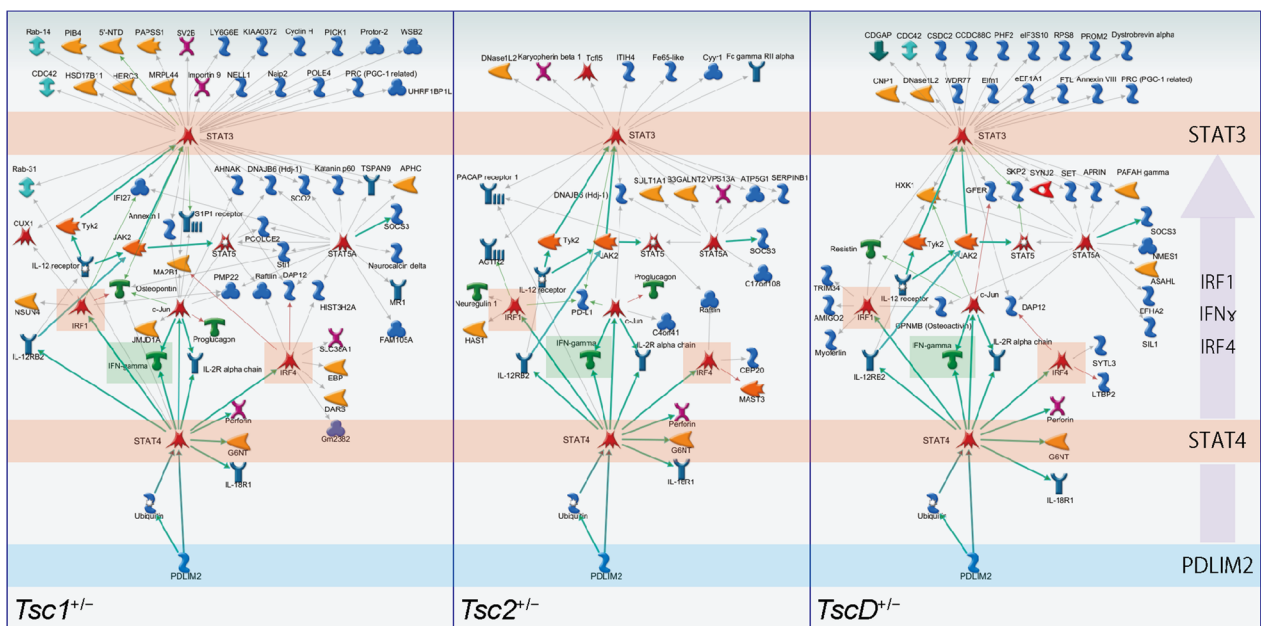 Rab-14 PIB4 5'-NTD PAPSS1 SV2B LY6G6E KIAA0372 Cyclin H PICK1 Protor-2 WSB2
CDC42 HSD17B11 HERC3 MRPL44 Importin 9 NELL1 Naip2 POLE4 PRC (PGC-1 related) UHRF1BP1L
STAT3
Rab-31 AHNAK DNAJB6 (Hdj-1) Katanin p60 TSPAN9 APHC
IFI27 SCO2
CUX1 Tyk2 Annexin I PCOLCE2 SOCS3
JAK2 STAT5 STAT5A
IL-12 receptor MA2B1 Neurocalcin delta
Osteopontin PMP22 Raftlin DAP12 MR1
NSUN4 IRF1 c-Jun HIST3H2A
JMJD1A Proglucagon FAM105A
IL-12RB2 IFN-gamma IL-2R alpha chain IRF4 SLC38A1
EBP
DAR3
Perforin Gm2382
STAT4
G6NT
IL-18R1
Ubiquitin
PDLIM2
Tsc1+/−
DNase1L2 Karyopherin beta 1 Tcfl5 ITIH4 Fe65-like Cyy-1 Fc gamma RII alpha
STAT3
PACAP receptor 1 DNAJB6 (Hdj-1) SJLT1A1 B3GALNT2 VPS13A ATP5G1 SERPINB1
Tyk2 JAK2 STAT5 STAT5A SOCS3
IL-12 receptor Proglucagon
Neuregulin 1 PD-L1 Raftlin
HAS1 IRF1 c-Jun C4orf41
IL-12RB2 IFN-gamma IL-2R alpha chain IRF4 CEP20
MAST3
Perforin
STAT4
G6NT
IL-18R1
Ubiquitin
PDLIM2
Tsc2+/−
CDGAP CDC42 CSDC2 CCDC88C PHF2 eIF3S10 RPS8 PROM2 Dystrobrevin alpha
CNP1 DNase1L2 WDR77 Elfn1 eEF1A1 FTL Annexin VIII PRC (PGC-1 related)
STAT3
HXK1 GFER SKP2 SYNJ2 SET APRIN PAFAH gamma
SOCS3
Resistin Tyk2 JAK2 STAT5 STAT5A NMES1
TRIM34 IL-12 receptor ASAHL
AMIGO2 IRF1 c-Jun DAP12 EFHA2
GPNMB (Osteoactivin) SIL1
Myoferlin IFN-gamma IL-2R alpha chain
IL-12RB2 IRF4 SYTL3
LTBP2
Perforin
STAT4
G6NT
IL-18R1
Ubiquitin
PDLIM2
TscD+/−
STAT3
IRF1
IFNγ
IRF4
STAT4
PDLIM2